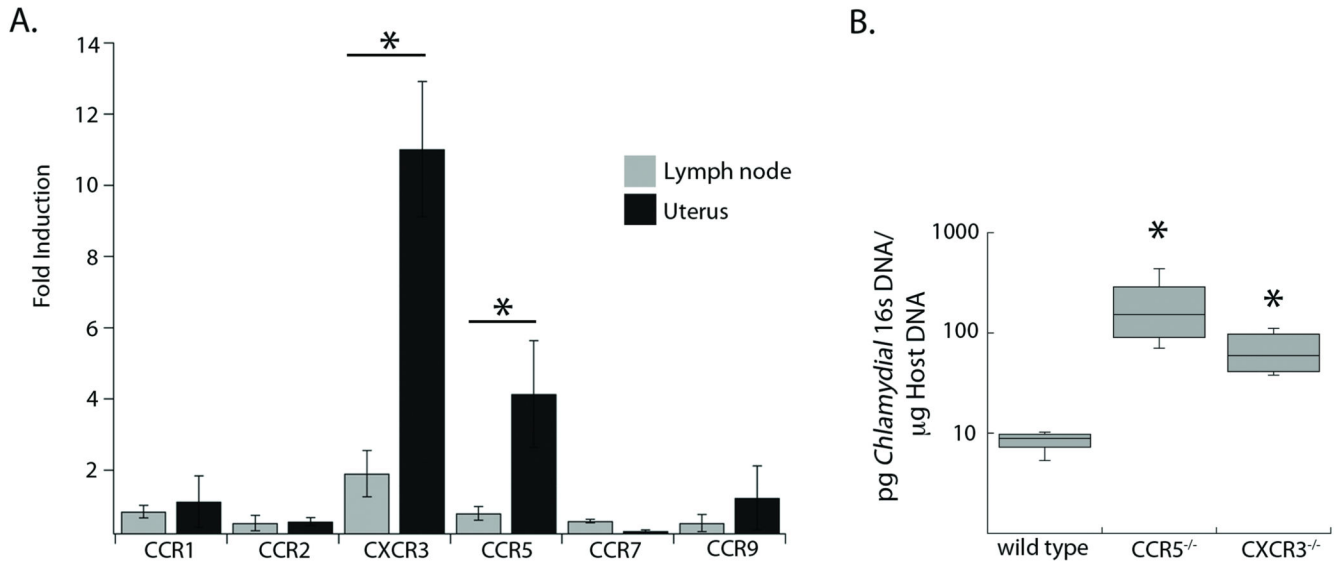 A.
14
12
10
8
6
4
2
Fold Induction
*
*
Lymph node
Uterus
CCR1
CCR2
CXCR3
CCR5
CCR7
CCR9
B.
pg Chlamydial 16s DNA/
µg Host DNA
1000
100
10
*
*
wild type
CCR5-/-
CXCR3-/-